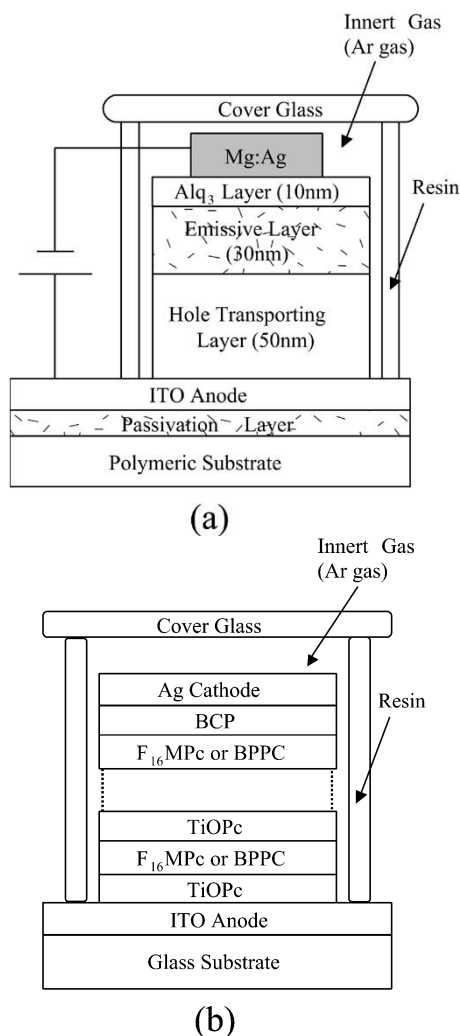 Innert Gas
(Ar gas)
Cover Glass
Mg:Ag
Alq₃ Layer (10nm)
Resin
Emissive Layer
(30nm)
Hole Transporting
Layer (50nm)
ITO Anode
Passivation Layer
Polymeric Substrate
(a)
Innert Gas
(Ar gas)
Cover Glass
Ag Cathode
Resin
BCP
F₁₆MPc or BPPC
TiOPc
F₁₆MPc or BPPC
TiOPc
ITO Anode
Glass Substrate
(b)